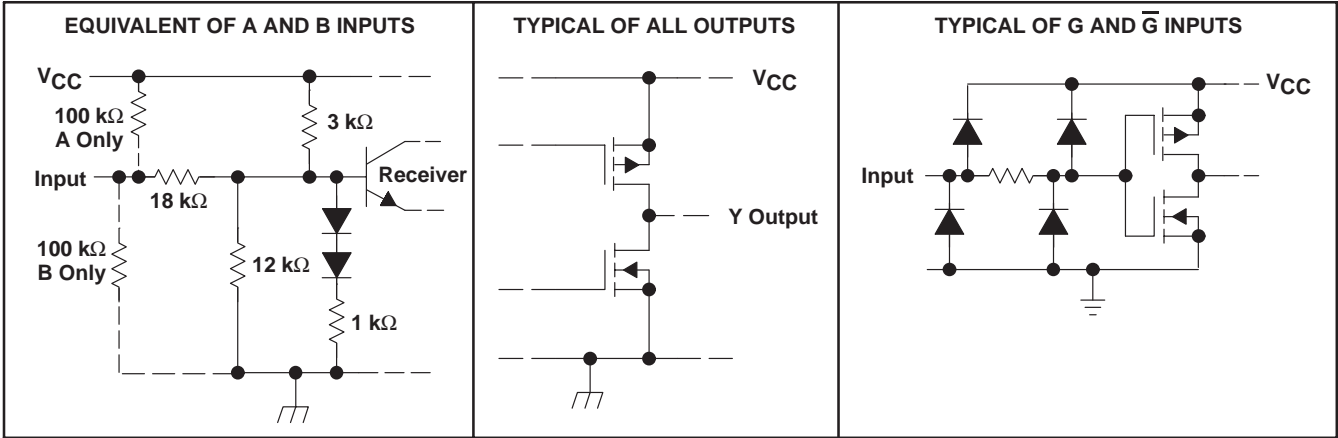 EQUIVALENT OF A AND B INPUTS
VCC
100 kΩ
A Only
3 kΩ
Input
18 kΩ
Receiver
100 kΩ
B Only
12 kΩ
1 kΩ
TYPICAL OF ALL OUTPUTS
VCC
Y Output
TYPICAL OF G AND G̅ INPUTS
VCC
Input